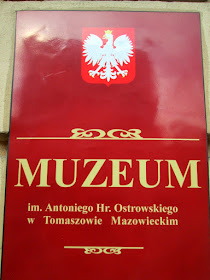 MUZEUM
im. Antoniego Hr. Ostrowskiego
w Tomaszowie Mazowieckim